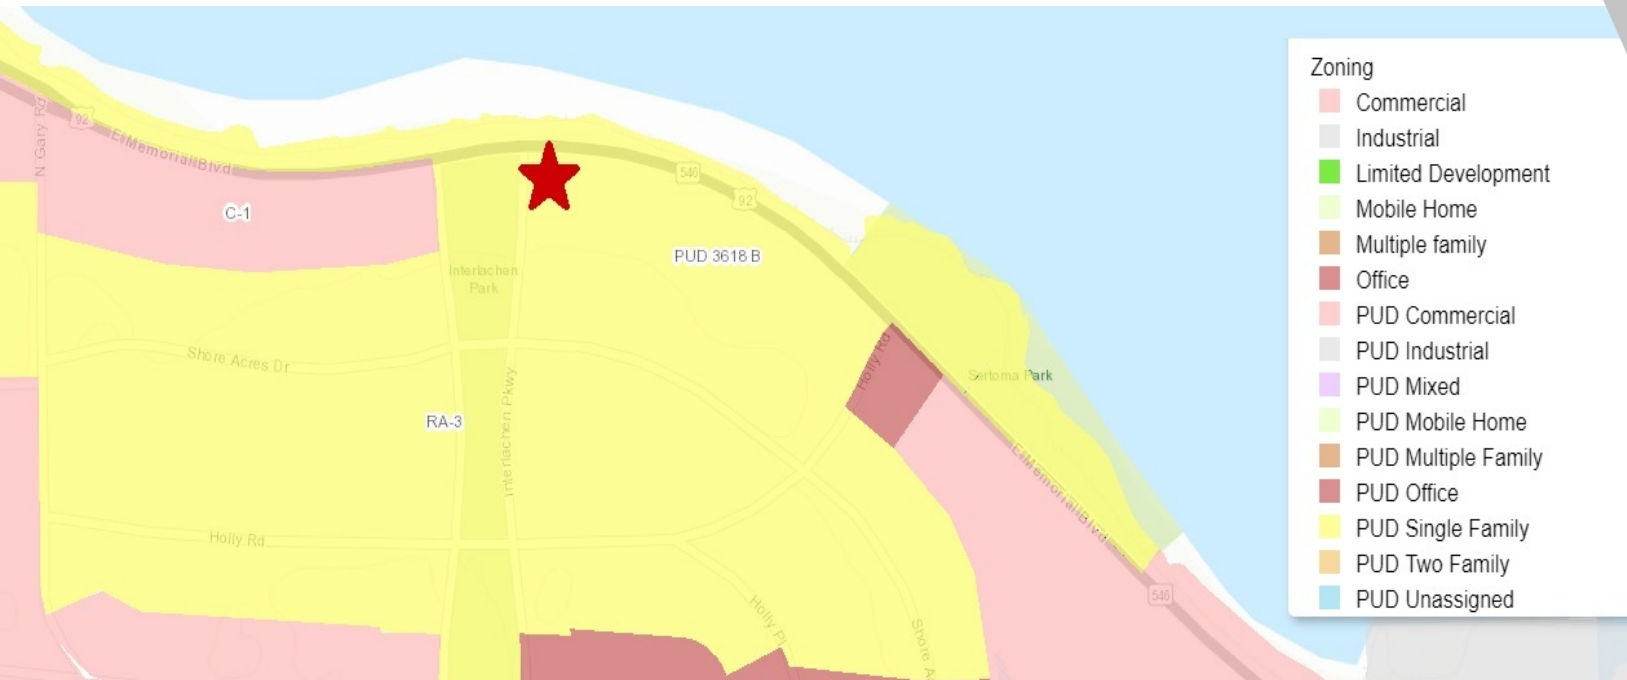 Zoning
Commercial
Industrial
Limited Development
Mobile Home
Multiple family
Office
PUD Commercial
PUD Industrial
PUD Mixed
PUD Mobile Home
PUD Multiple Family
PUD Office
PUD Single Family
PUD Two Family
PUD Unassigned
N Gary Rd
92
E Memorial Blvd
C-1
546
92
PUD 3618 B
Interlachen
Park
Shore Acres Dr
Holly Rd
Sertoma Park
RA-3
Interlachen Pkwy
E Memorial Blvd
Holly Rd
546
Holly Pl
Shore Ac